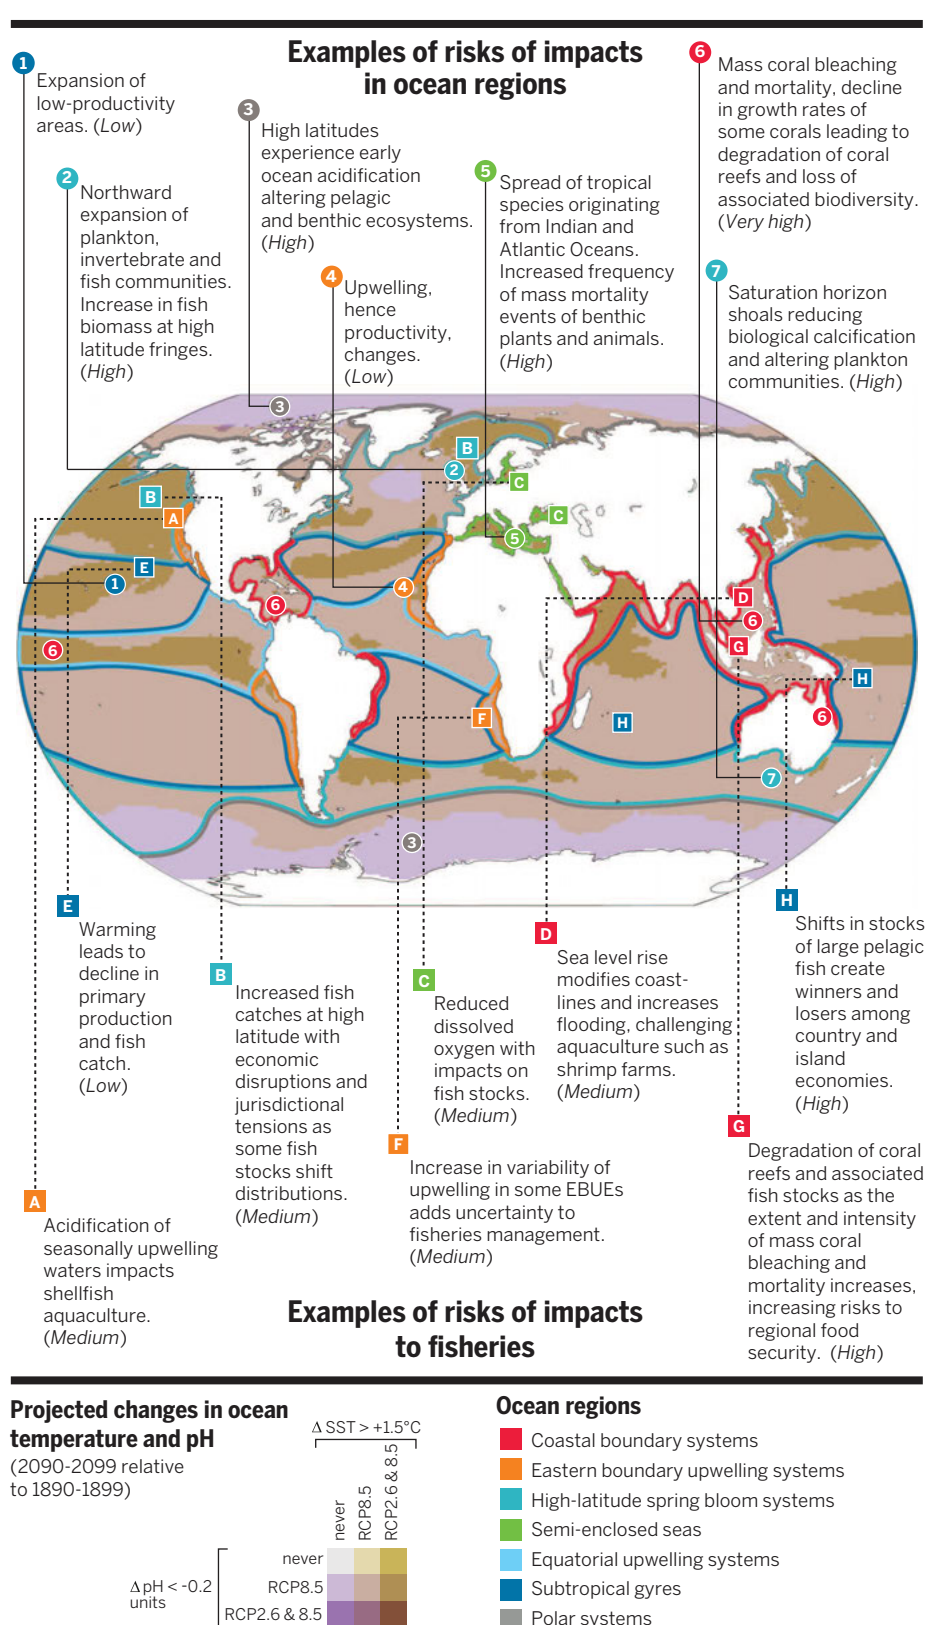 Examples of risks of impacts
in ocean regions
1
Expansion of
low-productivity
areas. (Low)
2
Northward
expansion of
plankton,
invertebrate and
fish communities.
Increase in fish
biomass at high
latitude fringes.
(High)
3
High latitudes
experience early
ocean acidification
altering pelagic
and benthic ecosystems.
(High)
4
Upwelling,
hence
productivity,
changes.
(Low)
5
Spread of tropical
species originating
from Indian and
Atlantic Oceans.
Increased frequency
of mass mortality
events of benthic
plants and animals.
(High)
6
Mass coral bleaching
and mortality, decline
in growth rates of
some corals leading to
degradation of coral
reefs and loss of
associated biodiversity.
(Very high)
7
Saturation horizon
shoals reducing
biological calcification
and altering plankton
communities. (High)
3
B
2
C
B
A
C
5
E
1
4
D
6
6
6
G
H
F
H
6
7
3
E
Warming
leads to
decline in
primary
production
and fish
catch.
(Low)
B
Increased fish
catches at high
latitude with
economic
disruptions and
jurisdictional
tensions as
some fish
stocks shift
distributions.
(Medium)
C
Reduced
dissolved
oxygen with
impacts on
fish stocks.
(Medium)
D
Sea level rise
modifies coast-
lines and increases
flooding, challenging
aquaculture such as
shrimp farms.
(Medium)
H
Shifts in stocks
of large pelagic
fish create
winners and
losers among
country and
island
economies.
(High)
A
Acidification of
seasonally upwelling
waters impacts
shellfish
aquaculture.
(Medium)
F
Increase in variability of
upwelling in some EBUEs
adds uncertainty to
fisheries management.
(Medium)
G
Degradation of coral
reefs and associated
fish stocks as the
extent and intensity
of mass coral
bleaching and
mortality increases,
increasing risks to
regional food
security. (High)
Examples of risks of impacts
to fisheries
Projected changes in ocean
temperature and pH
(2090-2099 relative
to 1890-1899)
Δ SST > +1.5°C
never
RCP8.5
RCP2.6 & 8.5
Δ pH < -0.2
units
never
RCP8.5
RCP2.6 & 8.5
Ocean regions
Coastal boundary systems
Eastern boundary upwelling systems
High-latitude spring bloom systems
Semi-enclosed seas
Equatorial upwelling systems
Subtropical gyres
Polar systems